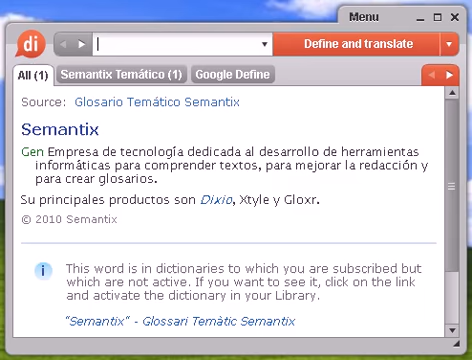 Menu
di
Define and translate
All (1)
Semantix Temático (1)
Google Define
Source: Glosario Temático Semantix
Semantix
Gen Empresa de tecnología dedicada al desarrollo de herramientas
informáticas para comprender textos, para mejorar la redacción y
para crear glosarios.
Su principales producto son Dixio, Xtyle y Gloxr.
© 2010 Semantix
i
This word is in dictionaries to which you are subscribed but
which are not active. If you want to see it, click on the link
and activate the dictionary in your Library.
"Semantix" - Glossari Temàtic Semantix